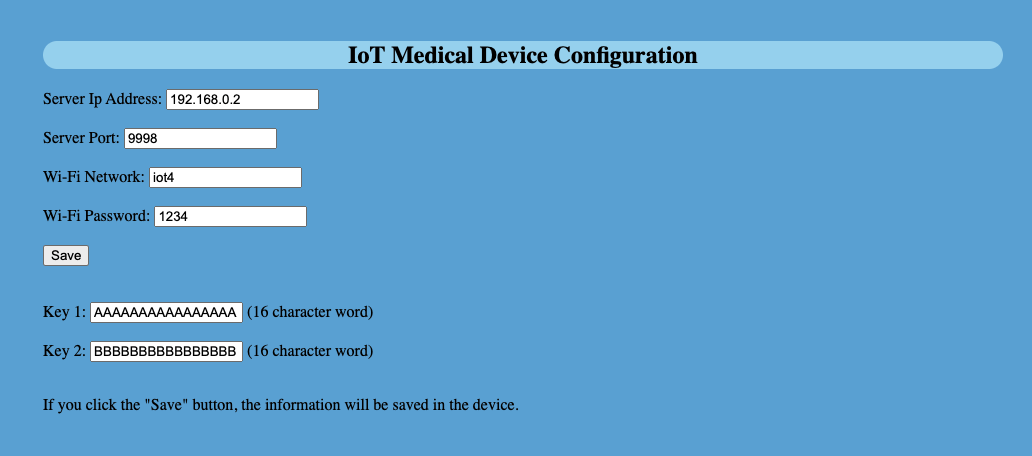 IoT Medical Device Configuration
Server Ip Address: 192.168.0.2
Server Port: 9998
Wi-Fi Network: iot4
Wi-Fi Password: 1234
Save
Key 1: AAAAAAAAAAAAAAAA (16 character word)
Key 2: BBBBBBBBBBBBBBBB (16 character word)
If you click the "Save" button, the information will be saved in the device.